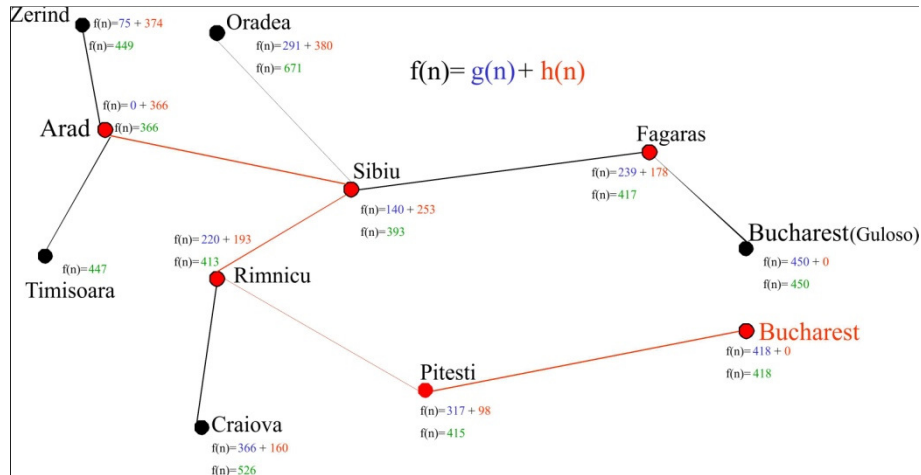 Zerind
f(n)=75 + 374
f(n)=449
Oradea
f(n)=291 + 380
f(n)=671
f(n)= g(n)+ h(n)
f(n)=0 + 366
Arad
f(n)=366
Fagaras
f(n)=239 + 178
f(n)=417
Sibiu
f(n)=140 + 253
f(n)=393
f(n)=220 + 193
f(n)=413
Rimnicu
f(n)=447
Timisoara
Bucharest(Guloso)
f(n)=450 + 0
f(n)=450
Bucharest
f(n)=418 + 0
f(n)=418
Pitesti
f(n)=317 + 98
f(n)=415
Craiova
f(n)=366 + 160
f(n)=526